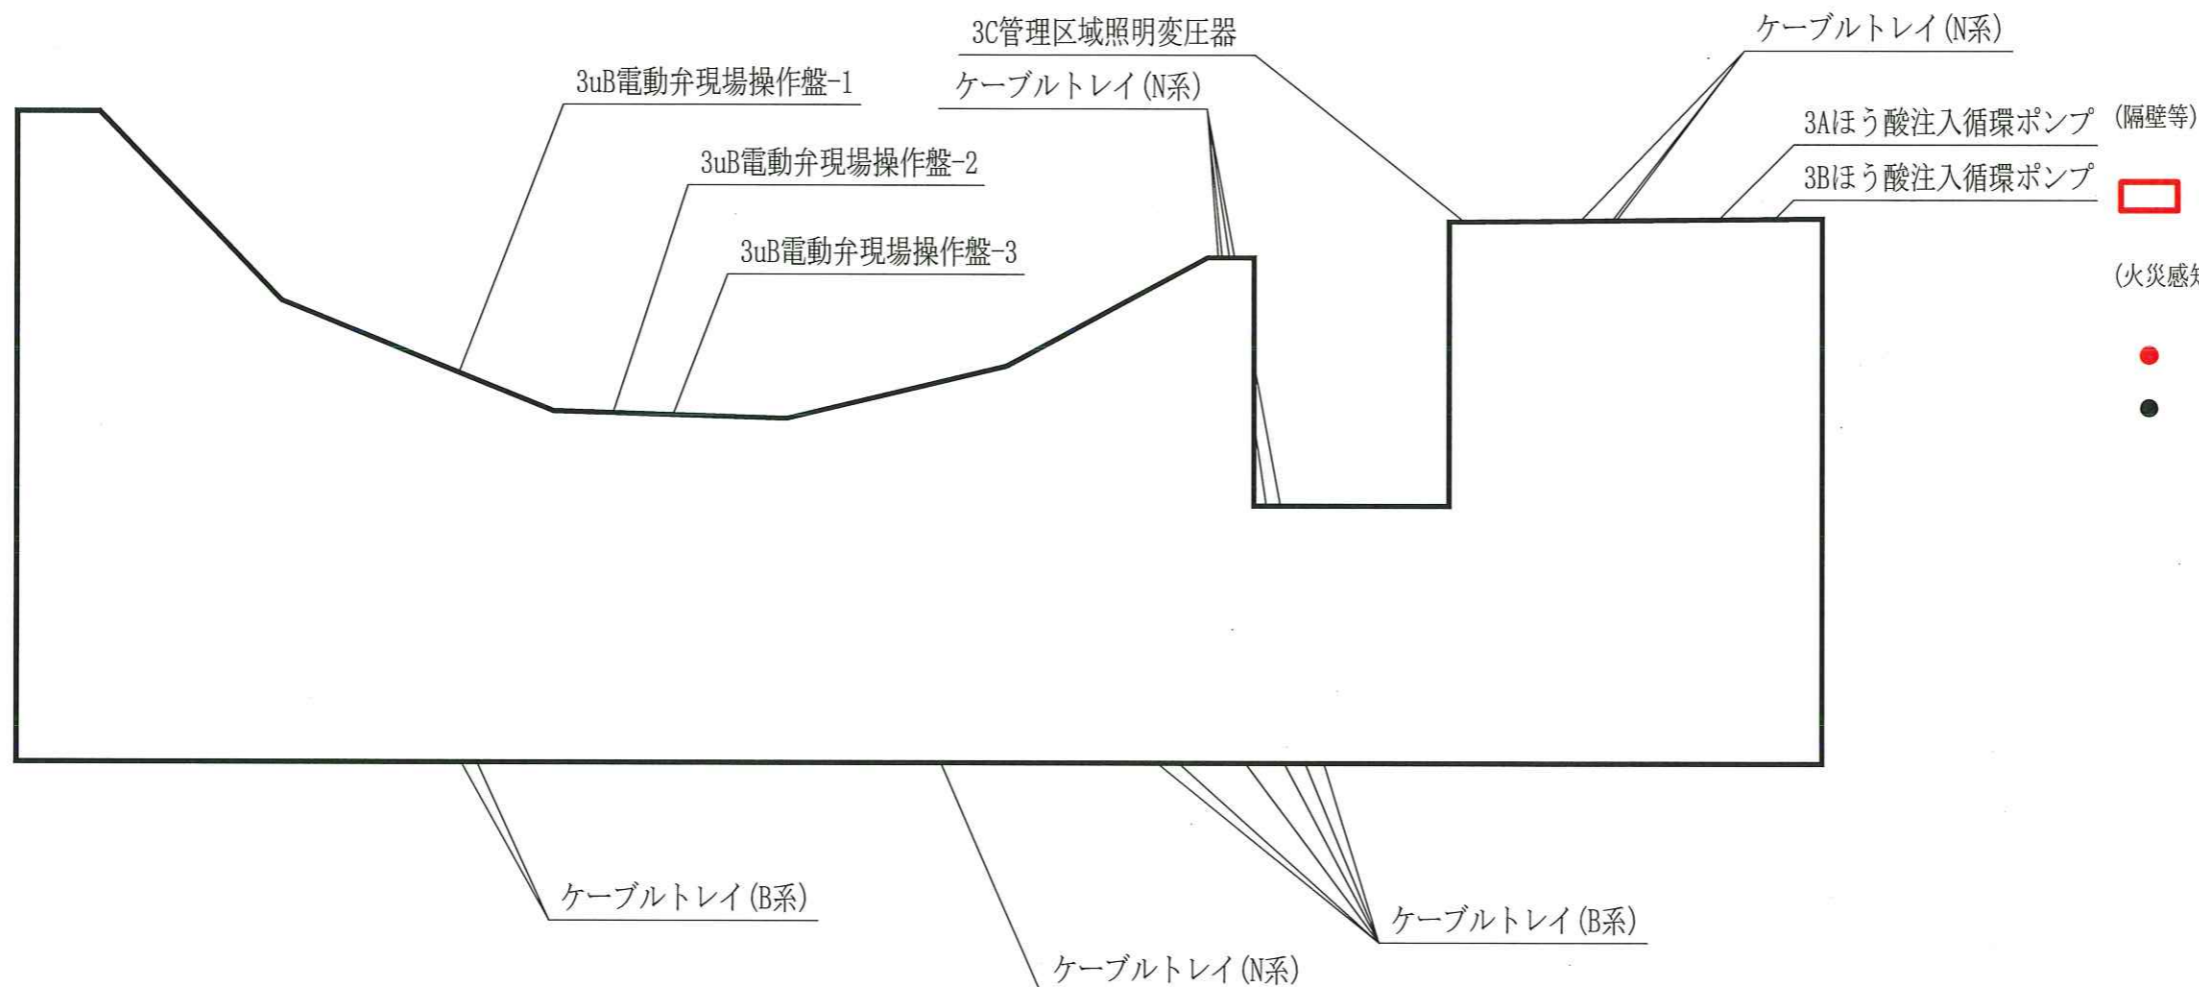 3C管理区域照明変圧器
ケーブルトレイ(N系)
3uB電動弁現場操作盤-1
ケーブルトレイ(N系)
3Aほう酸注入循環ポンプ
(隔壁等)
3uB電動弁現場操作盤-2
3Bほう酸注入循環ポンプ
3uB電動弁現場操作盤-3
(火災感知
ケーブルトレイ(B系)
ケーブルトレイ(B系)
ケーブルトレイ(N系)